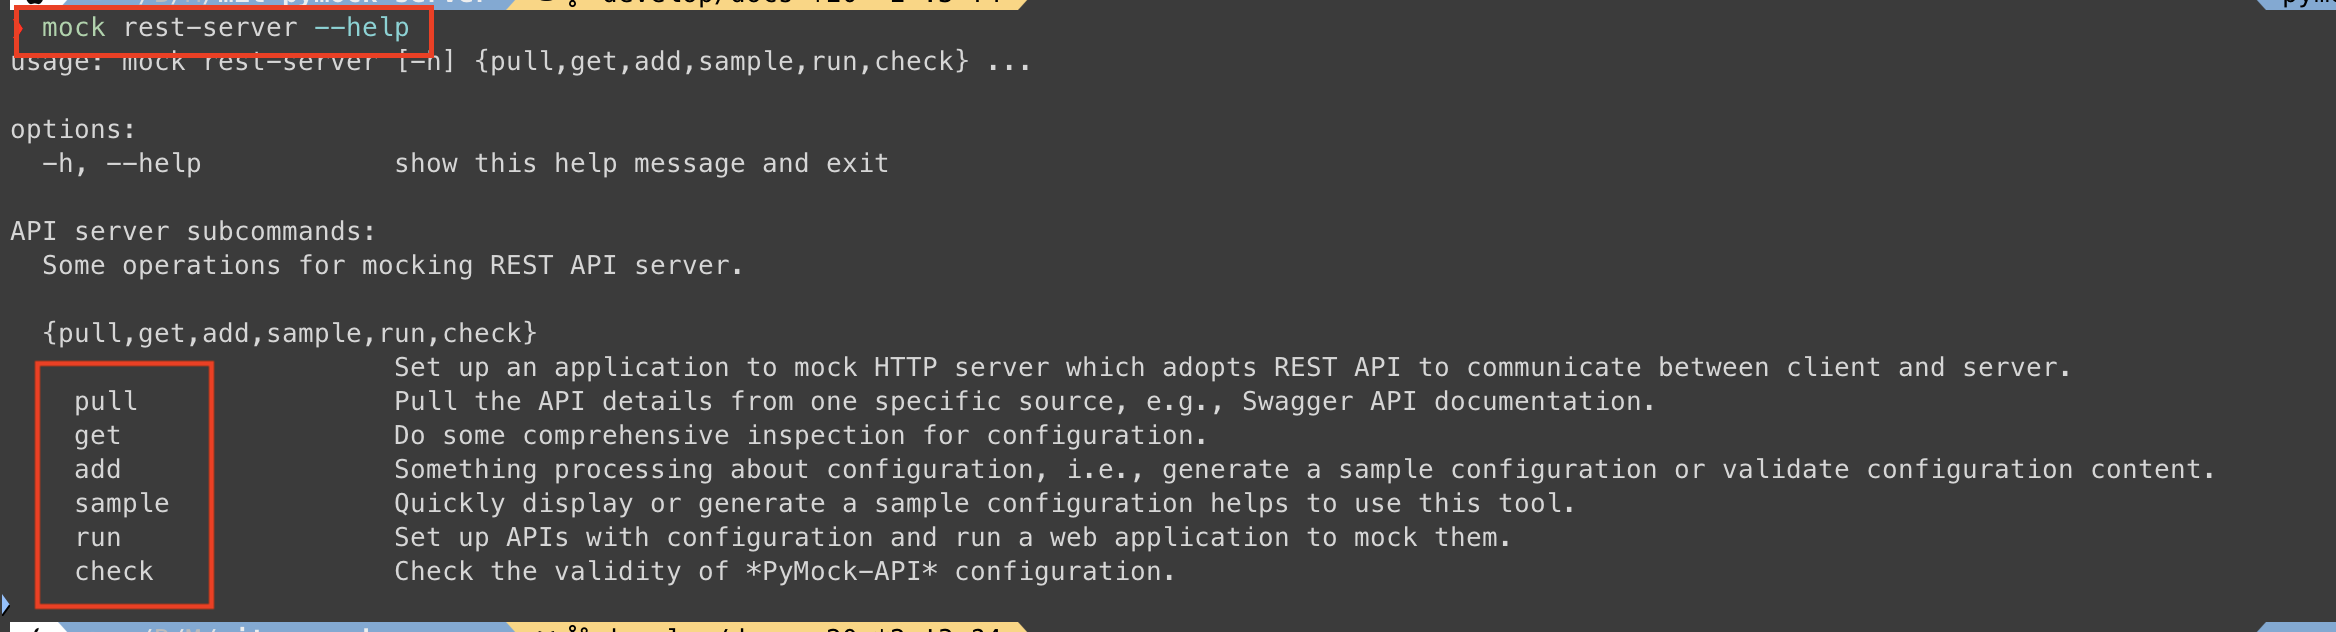 mock rest-server --help
usage: mock rest-server [-h] {pull,get,add,sample,run,check} ...
options:
-h, --help show this help message and exit
API server subcommands:
Some operations for mocking REST API server.
{pull,get,add,sample,run,check}
Set up an application to mock HTTP server which adopts REST API to communicate between client and server.
pull Pull the API details from one specific source, e.g., Swagger API documentation.
get Do some comprehensive inspection for configuration.
add Something processing about configuration, i.e., generate a sample configuration or validate configuration content.
sample Quickly display or generate a sample configuration helps to use this tool.
run Set up APIs with configuration and run a web application to mock them.
check Check the validity of *PyMock-API* configuration.